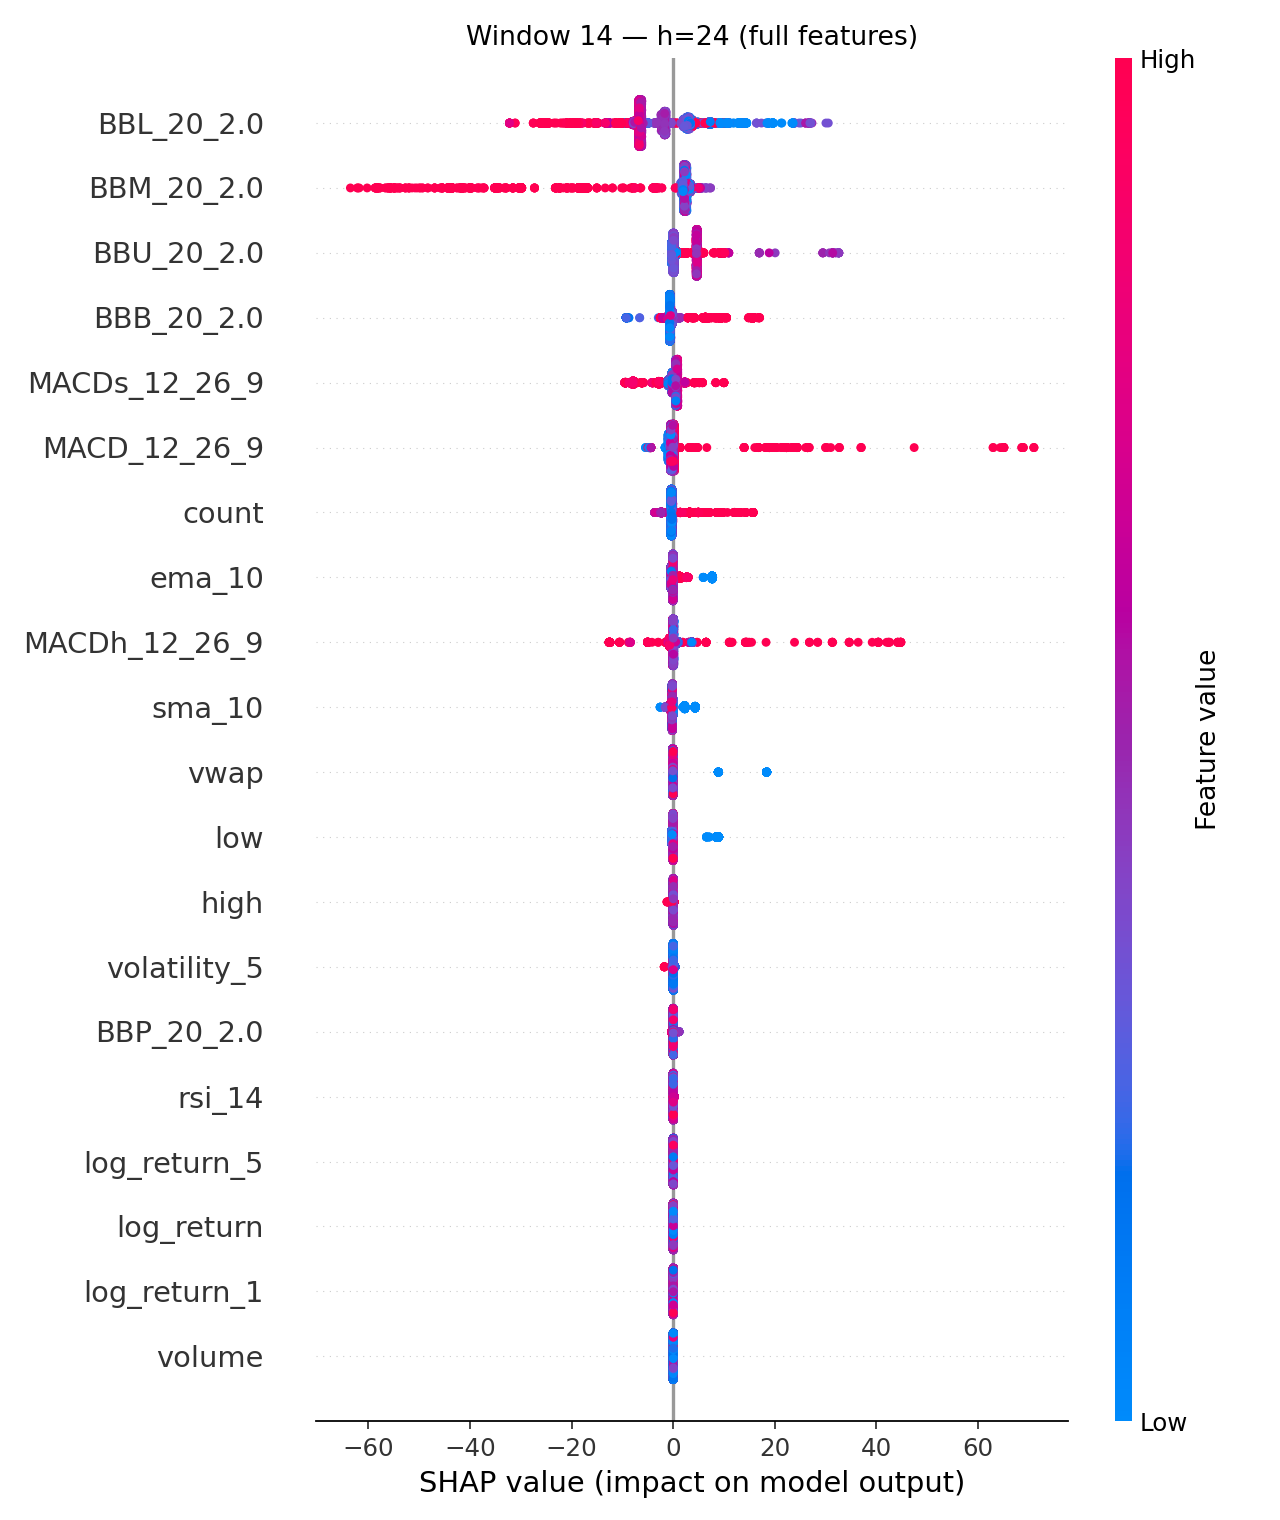 Window 14 — h=24 (full features)
High
BBL_20_2.0
BBM_20_2.0
BBU_20_2.0
BBB_20_2.0
MACDs_12_26_9
MACD_12_26_9
count
ema_10
MACDh_12_26_9
sma_10
vwap
low
high
volatility_5
BBP_20_2.0
rsi_14
log_return_5
log_return
log_return_1
volume
Feature value
Low
−60 −40 −20 0 20 40 60
SHAP value (impact on model output)